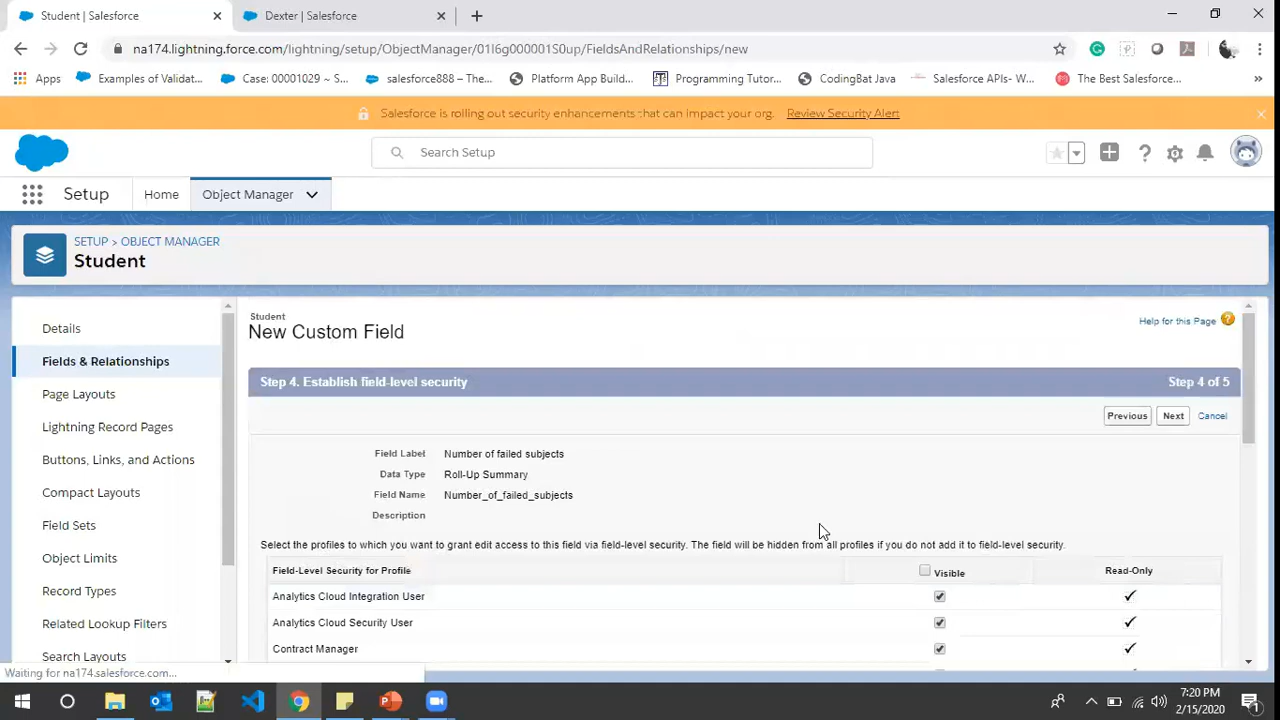 Student | Salesforce
Dexter | Salesforce
na174.lightning.force.com/lightning/setup/ObjectManager/01I6g000001S0up/FieldsAndRelationships/new
Apps
Examples of Validat...
Case: 00001029 ~ S...
salesforce888 – The...
Platform App Build...
Programming Tutor...
CodingBat Java
Salesforce APIs- W...
The Best Salesforce...
»
Salesforce is rolling out security enhancements that can impact your org. Review Security Alert
Search Setup
Setup
Home
Object Manager
SETUP > OBJECT MANAGER
Student
Details
Fields & Relationships
Page Layouts
Lightning Record Pages
Buttons, Links, and Actions
Compact Layouts
Field Sets
Object Limits
Record Types
Related Lookup Filters
Search Layouts
Student
New Custom Field
Help for this Page
Step 4. Establish field-level security
Step 4 of 5
Previous
Next
Cancel
Field Label Number of failed subjects
Data Type Roll-Up Summary
Field Name Number_of_failed_subjects
Description
Select the profiles to which you want to grant edit access to this field via field-level security. The field will be hidden from all profiles if you do not add it to field-level security.
Field-Level Security for Profile Visible Read-Only
Analytics Cloud Integration User
Analytics Cloud Security User
Contract Manager
Waiting for na174.salesforce.com...
7:20 PM
2/15/2020